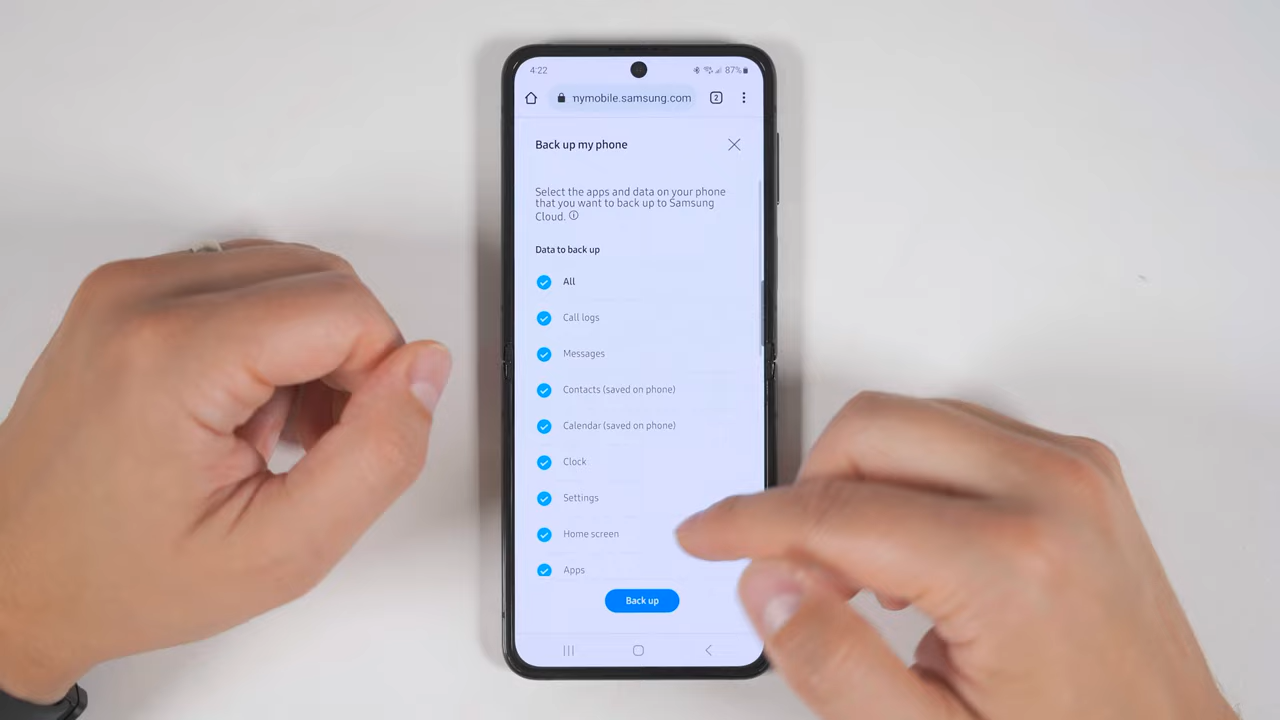 4:22 87%
mymobile.samsung.com 2
Back up my phone
Select the apps and data on your phone
that you want to back up to Samsung
Cloud.
Data to back up
All
Call logs
Messages
Contacts (saved on phone)
Calendar (saved on phone)
Clock
Settings
Home screen
Apps
Back up